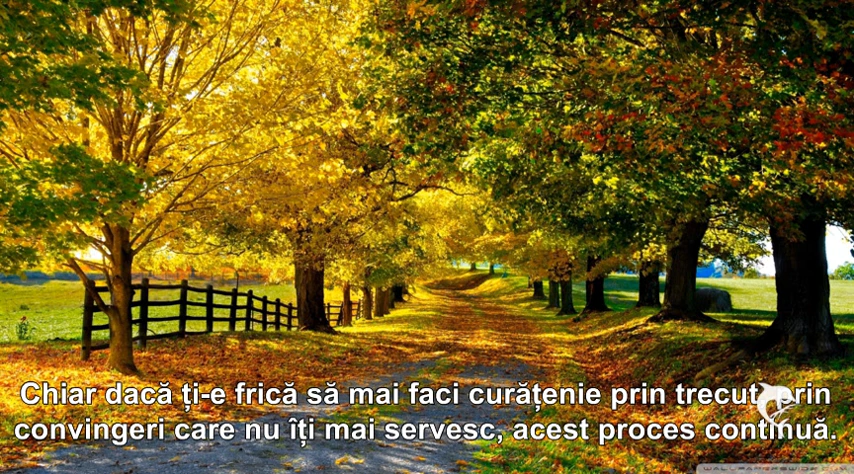 Chiar dacă ți-e frică să mai faci curățenie prin trecut, prin
convingeri care nu îți mai servesc, acest proces continuă.